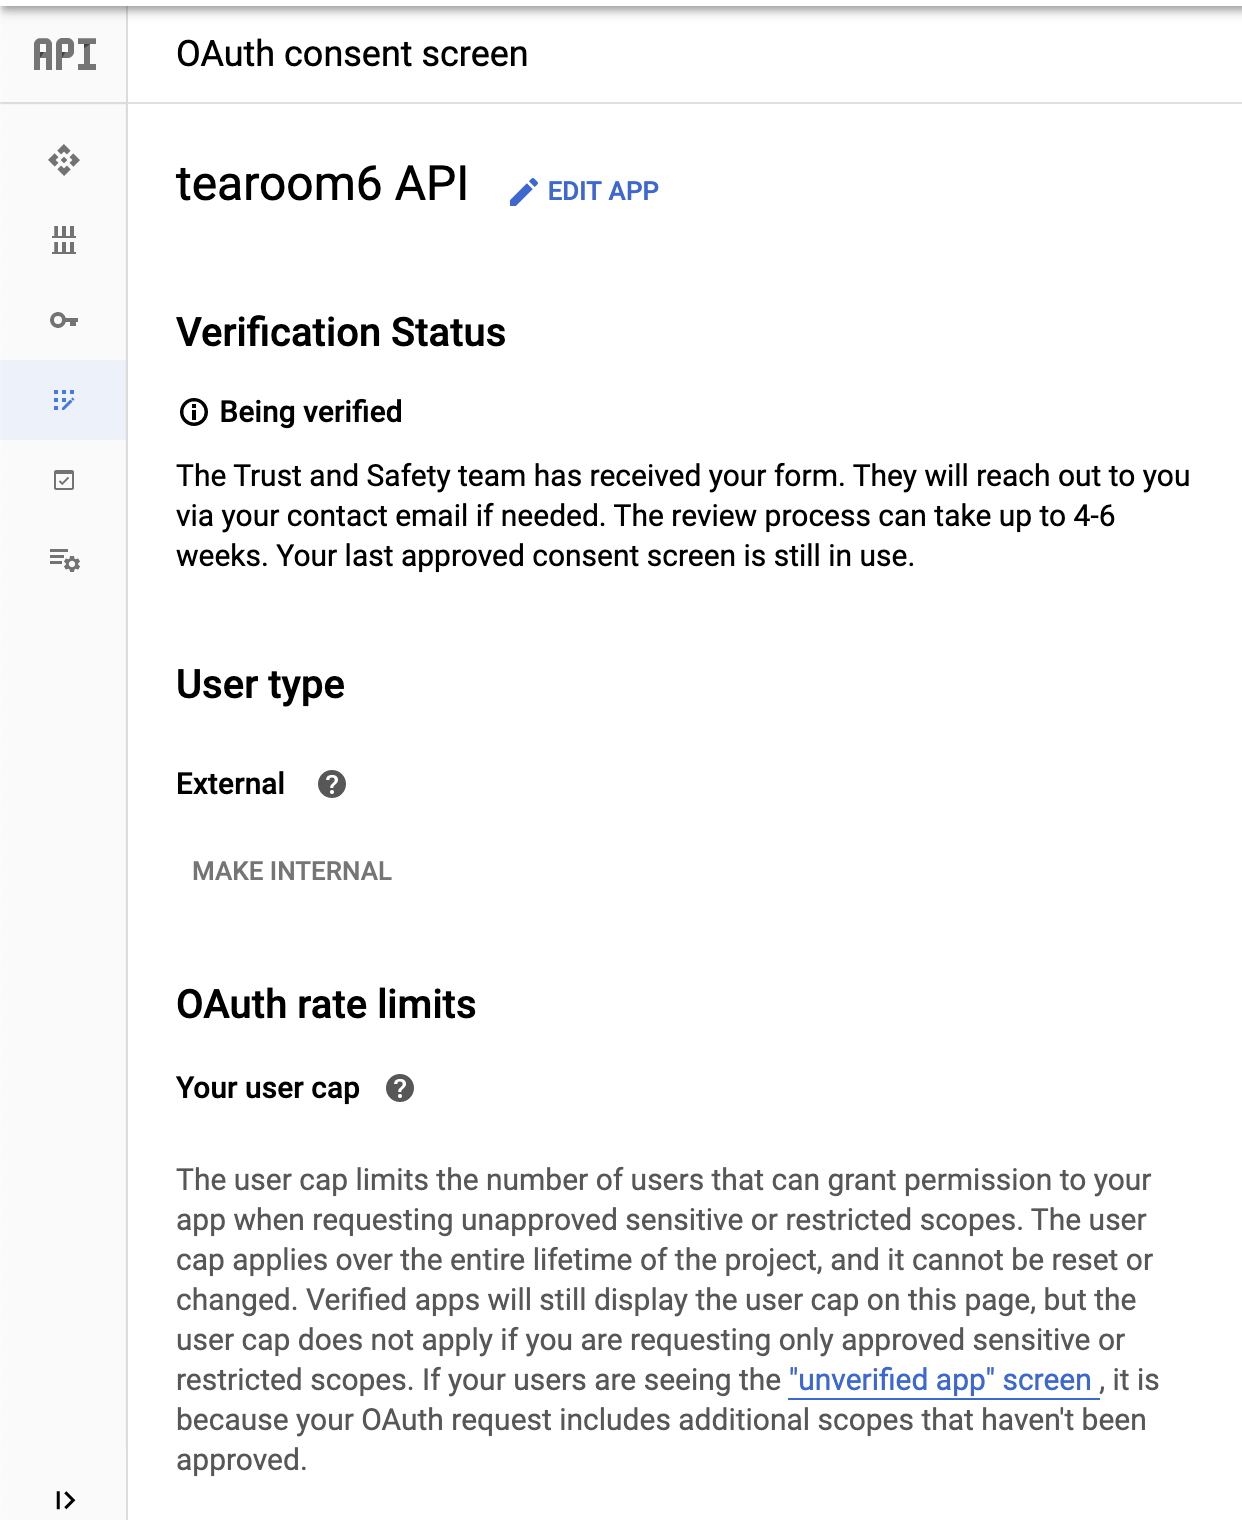 API
OAuth consent screen
tearoom6 API
EDIT APP
Verification Status
Being verified
The Trust and Safety team has received your form. They will reach out to you
via your contact email if needed. The review process can take up to 4-6
weeks. Your last approved consent screen is still in use.
User type
External
MAKE INTERNAL
OAuth rate limits
Your user cap
The user cap limits the number of users that can grant permission to your
app when requesting unapproved sensitive or restricted scopes. The user
cap applies over the entire lifetime of the project, and it cannot be reset or
changed. Verified apps will still display the user cap on this page, but the
user cap does not apply if you are requesting only approved sensitive or
restricted scopes. If your users are seeing the "unverified app" screen , it is
because your OAuth request includes additional scopes that haven't been
approved.